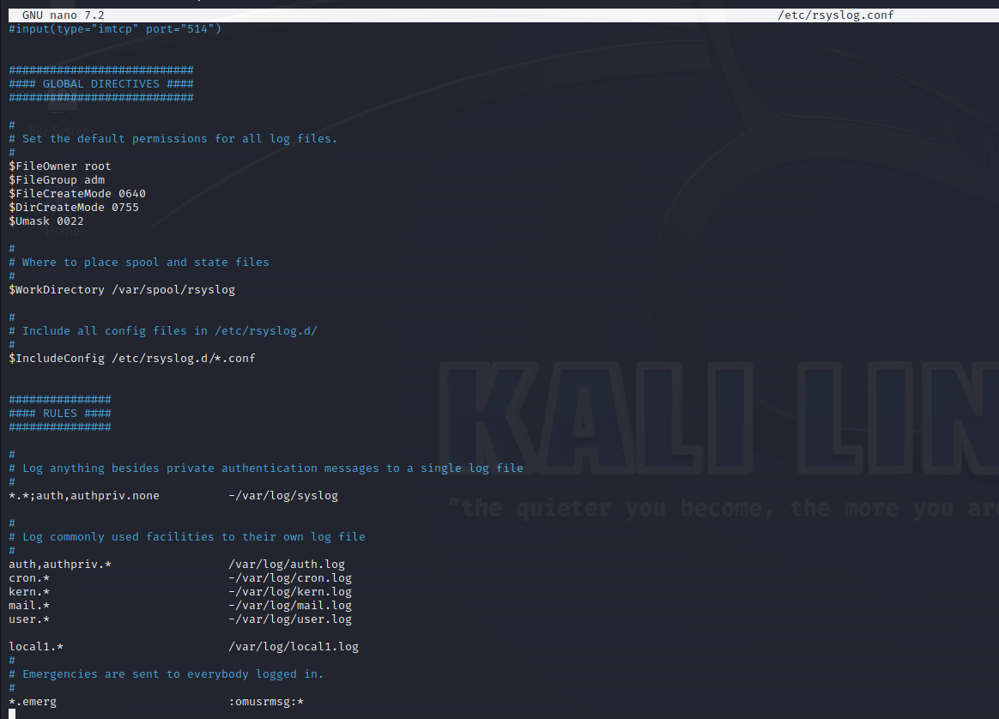 GNU nano 7.2 /etc/rsyslog.conf
#input(type="imtcp" port="514")
###########################
#### GLOBAL DIRECTIVES ####
###########################
#
# Set the default permissions for all log files.
#
$FileOwner root
$FileGroup adm
$FileCreateMode 0640
$DirCreateMode 0755
$Umask 0022
#
# Where to place spool and state files
#
$WorkDirectory /var/spool/rsyslog
#
# Include all config files in /etc/rsyslog.d/
#
$IncludeConfig /etc/rsyslog.d/*.conf
###############
#### RULES ####
###############
#
# Log anything besides private authentication messages to a single log file
#
*.*;auth,authpriv.none -/var/log/syslog
#
# Log commonly used facilities to their own log file
#
auth,authpriv.* /var/log/auth.log
cron.* -/var/log/cron.log
kern.* -/var/log/kern.log
mail.* -/var/log/mail.log
user.* -/var/log/user.log
local1.* /var/log/local1.log
#
# Emergencies are sent to everybody logged in.
#
*.emerg :omusrmsg:*
File System
Home
KALI LIN
"the quieter you become, the more you are